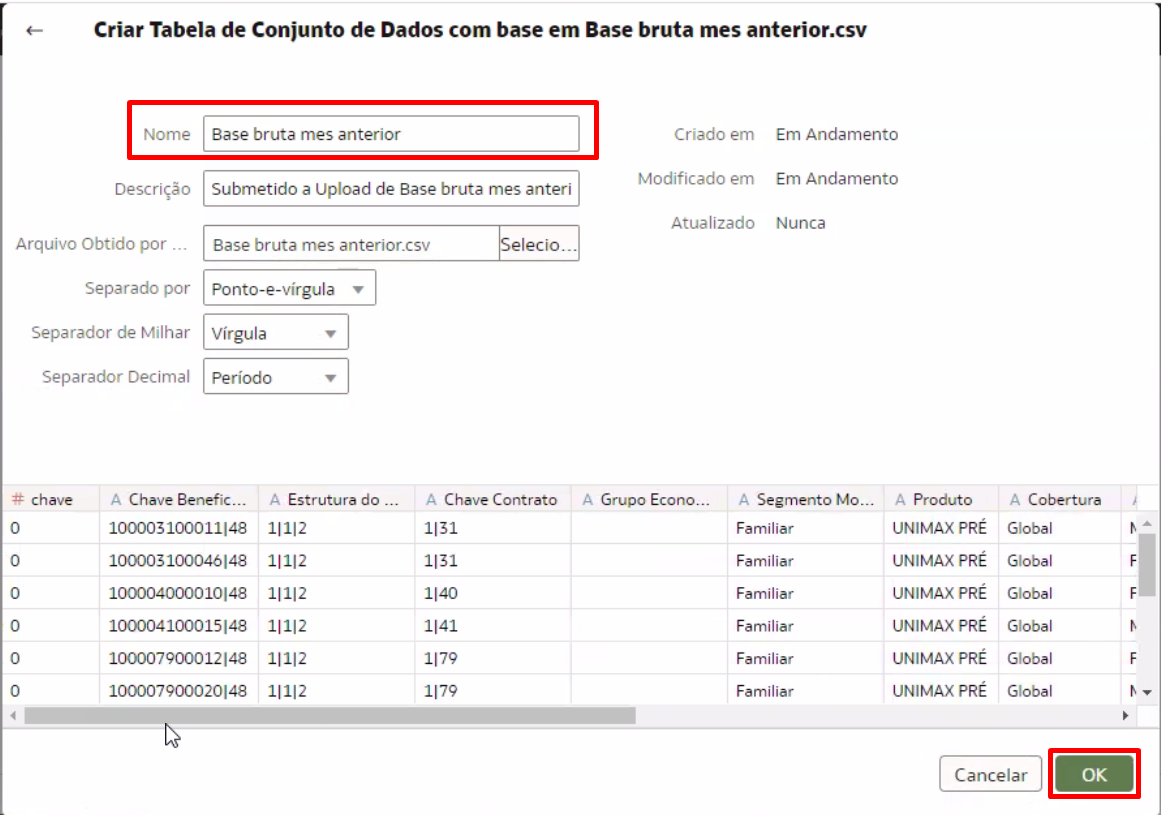 Criar Tabela de Conjunto de Dados com base em Base bruta mes anterior.csv
Nome Base bruta mes anterior Criado em Em Andamento
Descrição Submetido a Upload de Base bruta mes anteri Modificado em Em Andamento
Atualizado Nunca
Arquivo Obtido por ... Base bruta mes anterior.csv Selecio...
Separado por Ponto-e-vírgula
Separador de Milhar Vírgula
Separador Decimal Período
# chave A Chave Benefic... A Estrutura do ... A Chave Contrato A Grupo Econo... A Segmento Mo... A Produto A Cobertura
0 100003100011|48 1|1|2 1|31 Familiar UNIMAX PRÉ Global
0 100003100046|48 1|1|2 1|31 Familiar UNIMAX PRÉ Global
0 100004000010|48 1|1|2 1|40 Familiar UNIMAX PRÉ Global
0 100004100015|48 1|1|2 1|41 Familiar UNIMAX PRÉ Global
0 100007900012|48 1|1|2 1|79 Familiar UNIMAX PRÉ Global
0 100007900020|48 1|1|2 1|79 Familiar UNIMAX PRÉ Global
Cancelar OK